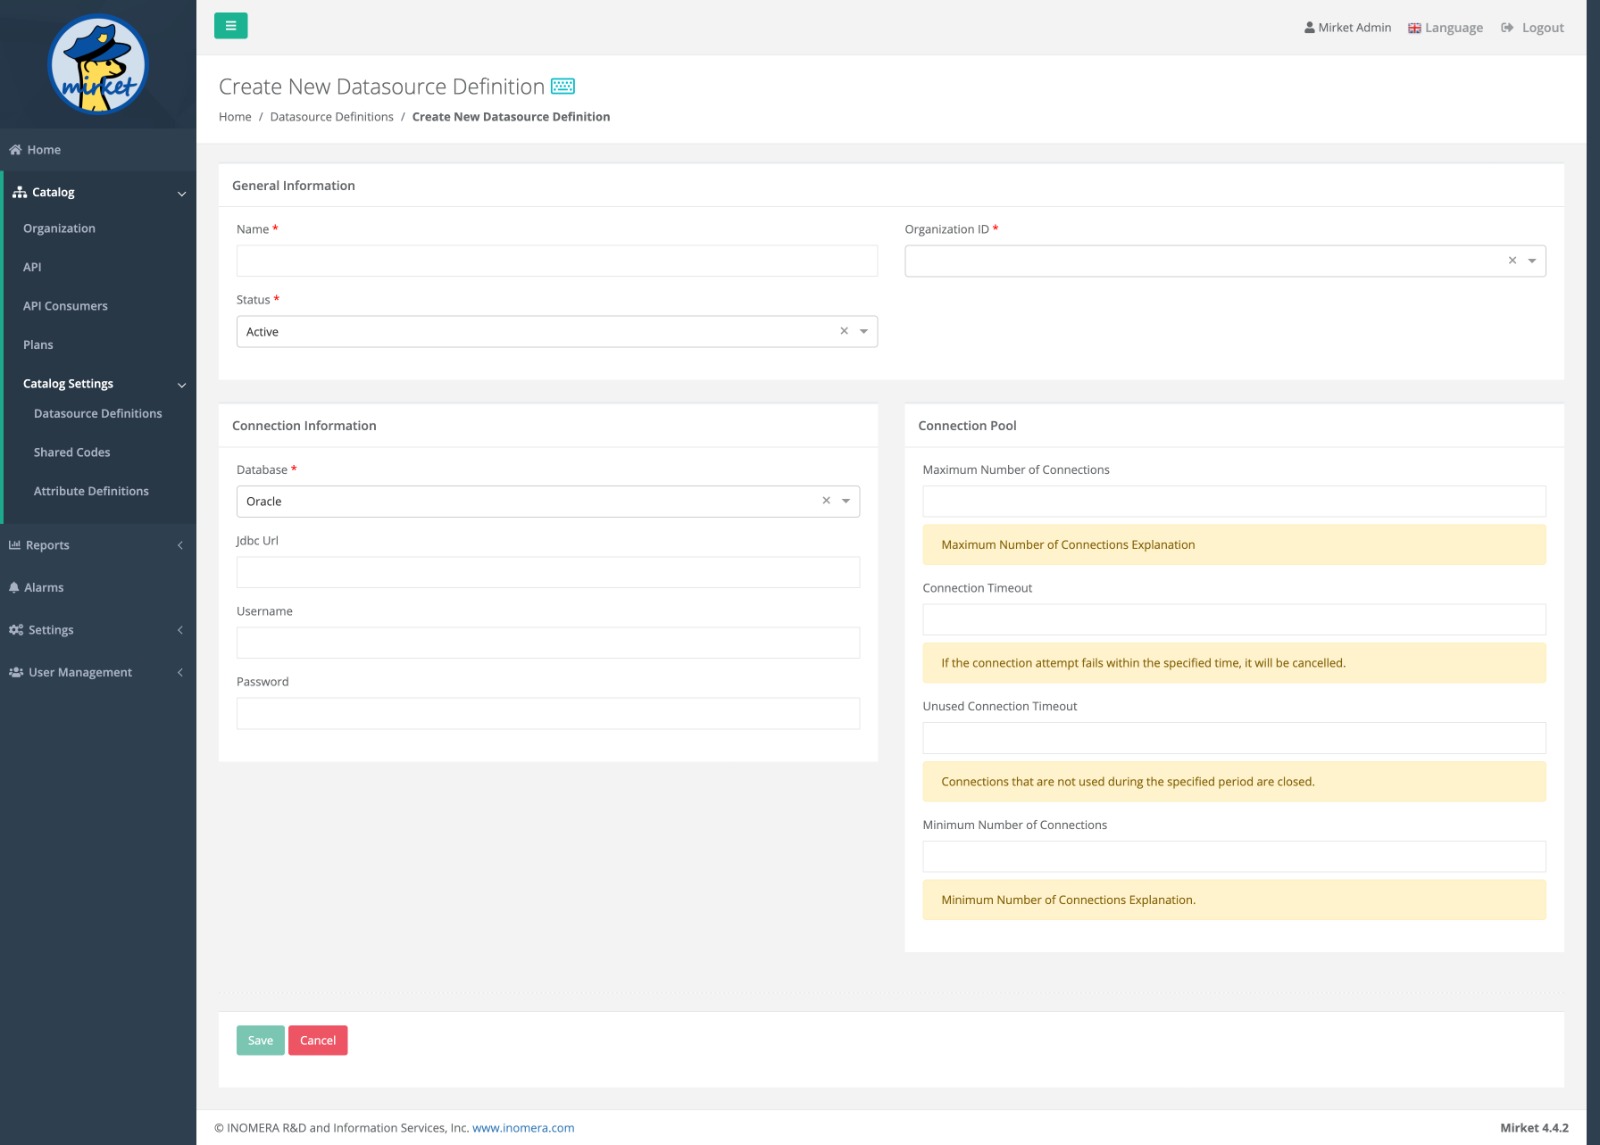 mirket
Mirket Admin Language Logout
Create New Datasource Definition
Home / Datasource Definitions / Create New Datasource Definition
Home
Catalog
Organization
API
API Consumers
Plans
Catalog Settings
Datasource Definitions
Shared Codes
Attribute Definitions
Reports
Alarms
Settings
User Management
General Information
Name *
Organization ID *
Status *
Active
Connection Information
Database *
Oracle
Jdbc Url
Username
Password
Connection Pool
Maximum Number of Connections
Maximum Number of Connections Explanation
Connection Timeout
If the connection attempt fails within the specified time, it will be cancelled.
Unused Connection Timeout
Connections that are not used during the specified period are closed.
Minimum Number of Connections
Minimum Number of Connections Explanation.
Save Cancel
© INOMERA R&D and Information Services, Inc. www.inomera.com
Mirket 4.4.2